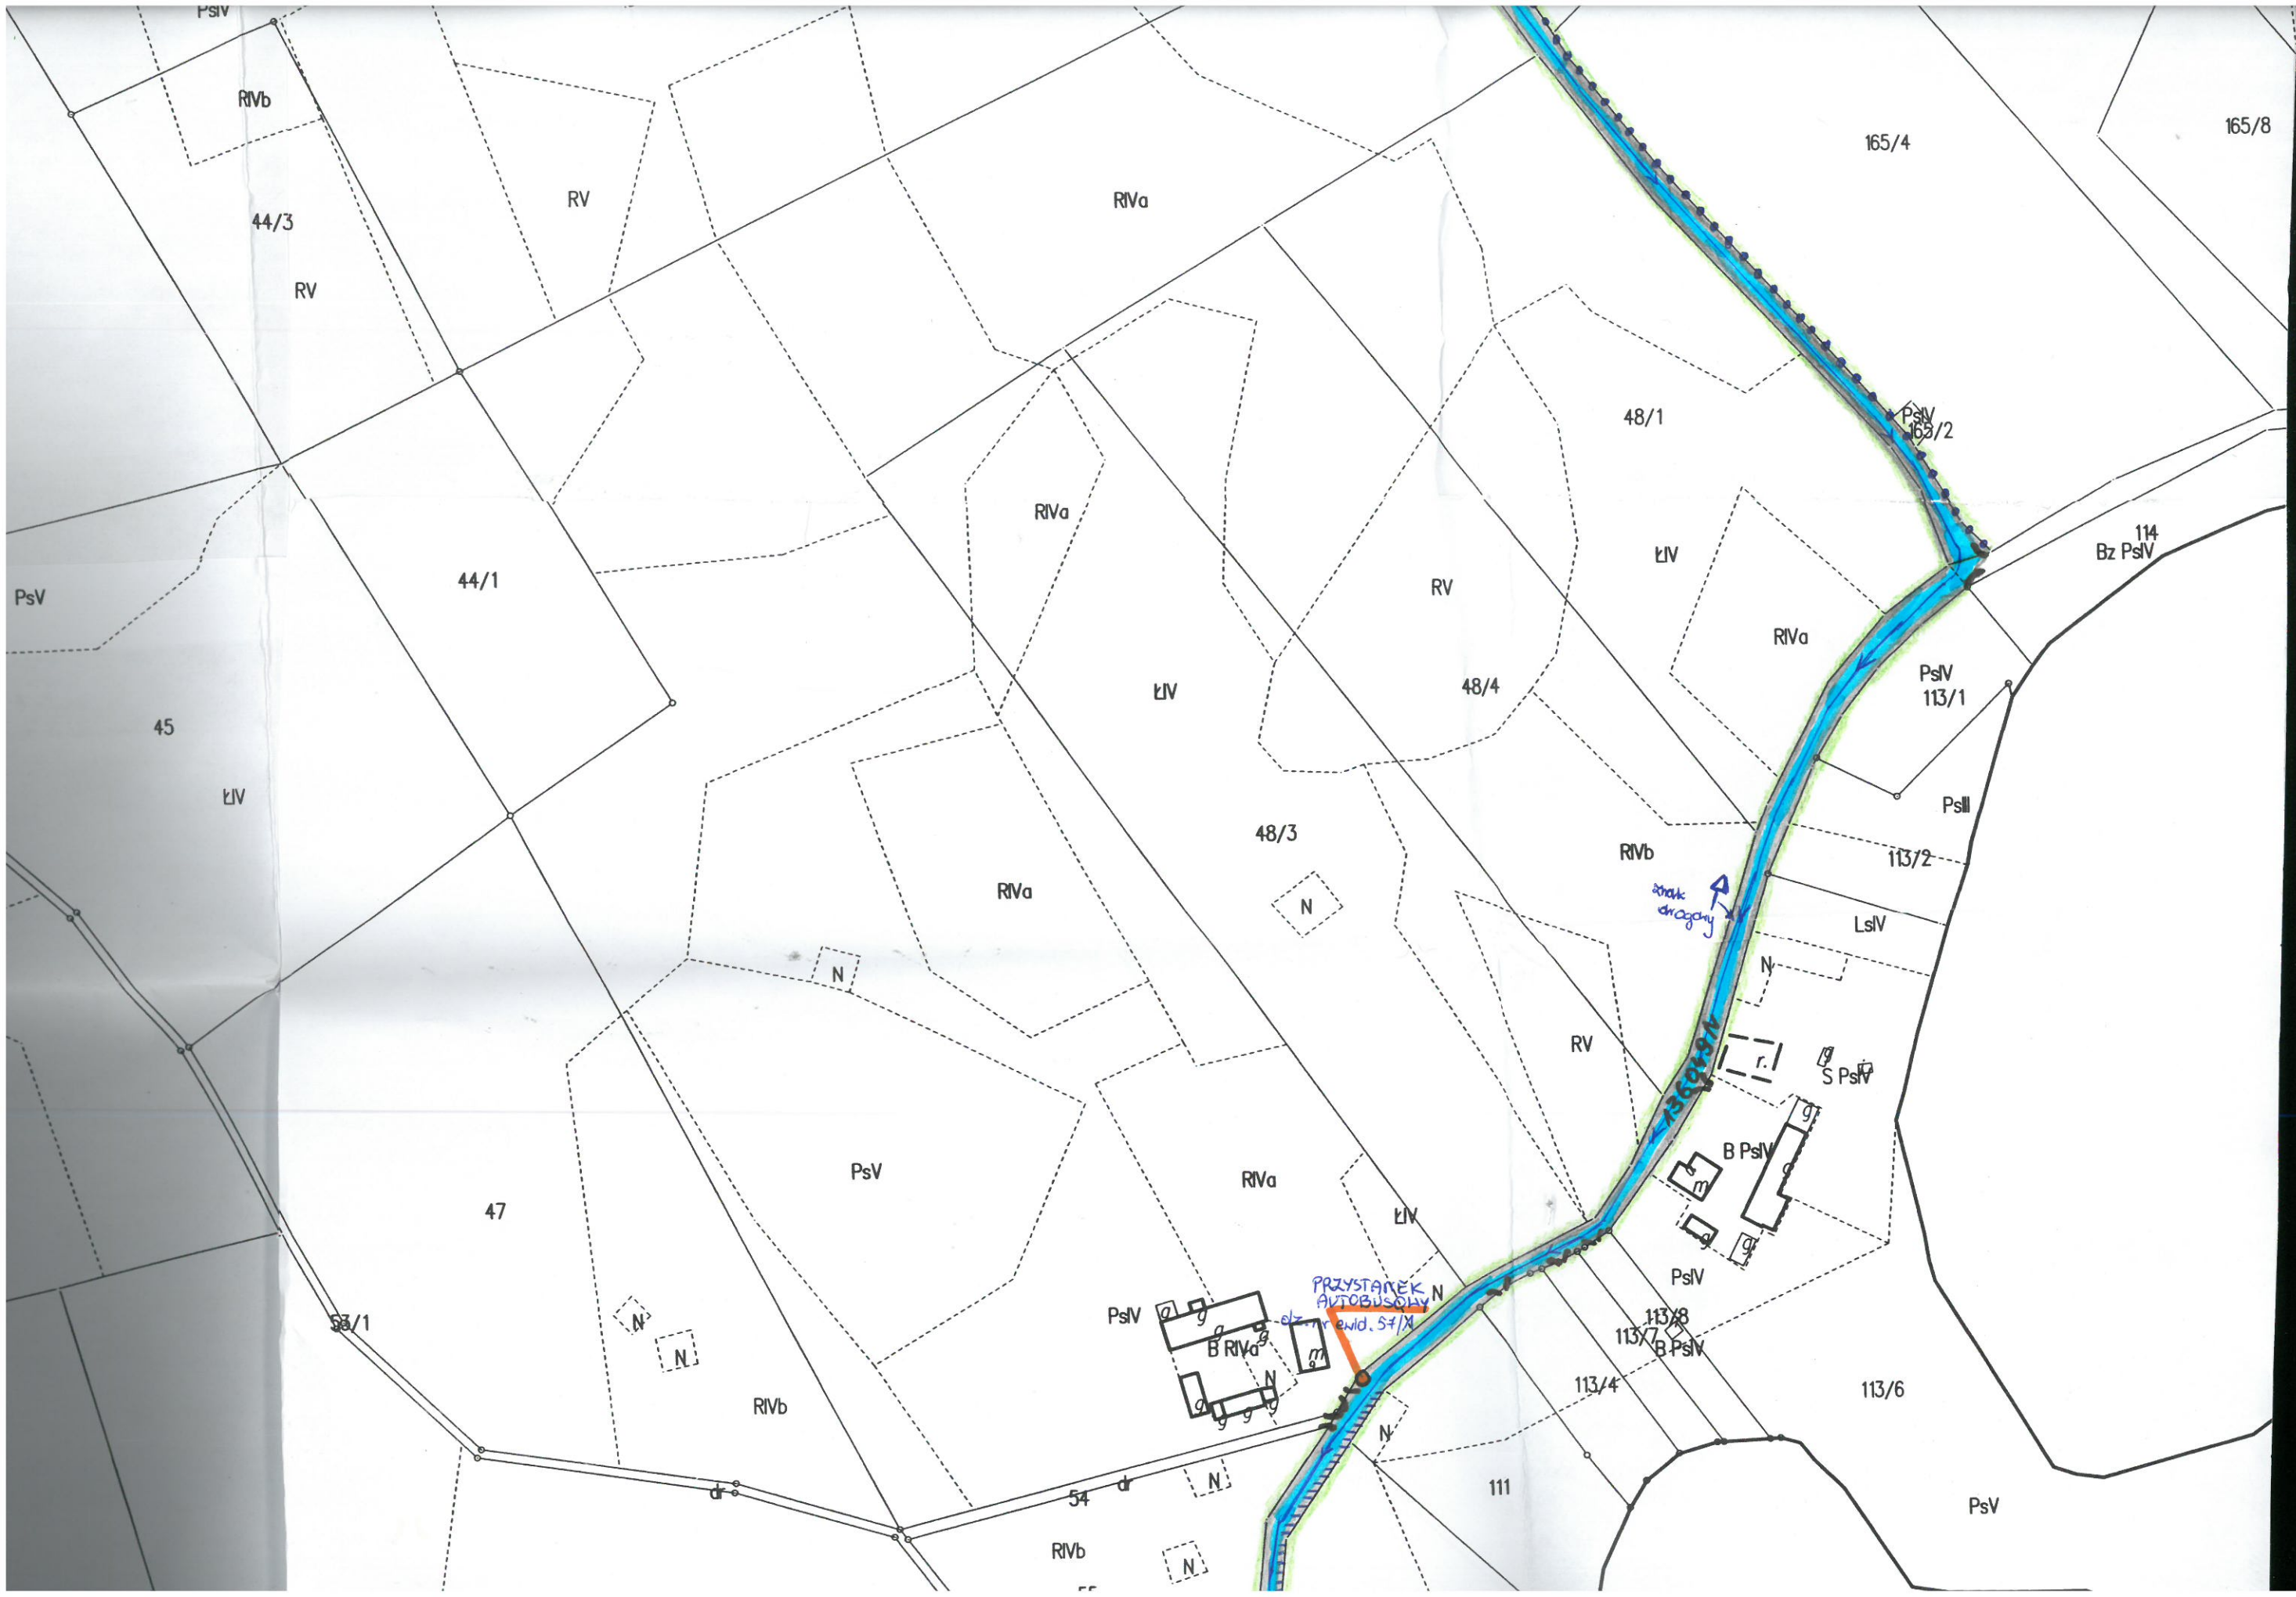 PsIV
RIVb
165/4
165/8
RV
RIVa
44/3
RV
48/1
PsIV
165/2
RIVa
114
Bz PsIV
ŁIV
44/1
RV
PsV
RIVa
PsIV
113/1
ŁIV
48/4
45
ŁIV
PsIII
48/3
RIVb
113/2
RIVa
znak
drogowy
N
LsIV
N
N
136049N
RV
r.
g
S PsIV
g
B PsIV
PsV
RIVa
m
47
ŁIV
g
g
PsIV
PRZYSTANEK
AUTOBUSOWY
N
PsIV
g
g
g
g
53/1
N
113/8
113/7
B PsIV
B RIVa
m
N
N
113/4
113/6
RIVb
g
g
g
g
N
dr
54
dr
N
111
PsV
RIVb
N